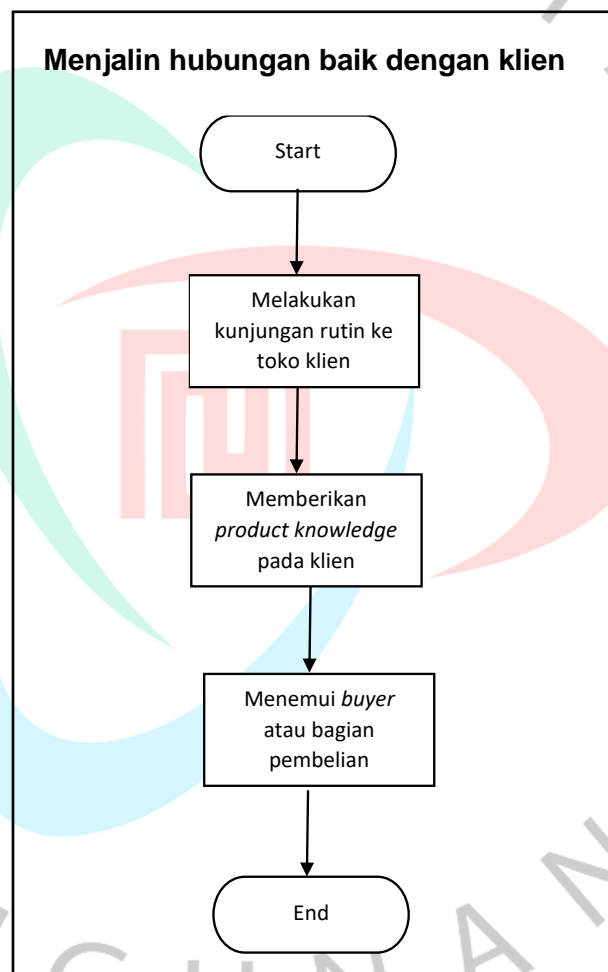 Menjalin hubungan baik dengan klien
Start
Melakukan
kunjungan rutin ke
toko klien
Memberikan
product knowledge
pada klien
Menemui buyer
atau bagian
pembelian
End